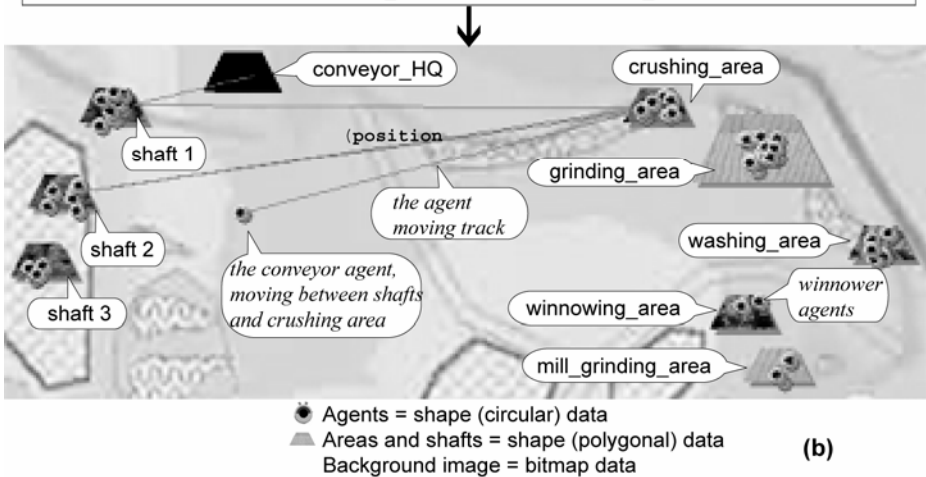 conveyor_HQ
crushing_area
shaft 1
(position
grinding_area
the agent
moving track
shaft 2
washing_area
the conveyor agent,
moving between shafts
and crushing area
shaft 3
winnowing_area
winnower
agents
mill_grinding_area
Agents = shape (circular) data
Areas and shafts = shape (polygonal) data
(b)
Background image = bitmap data